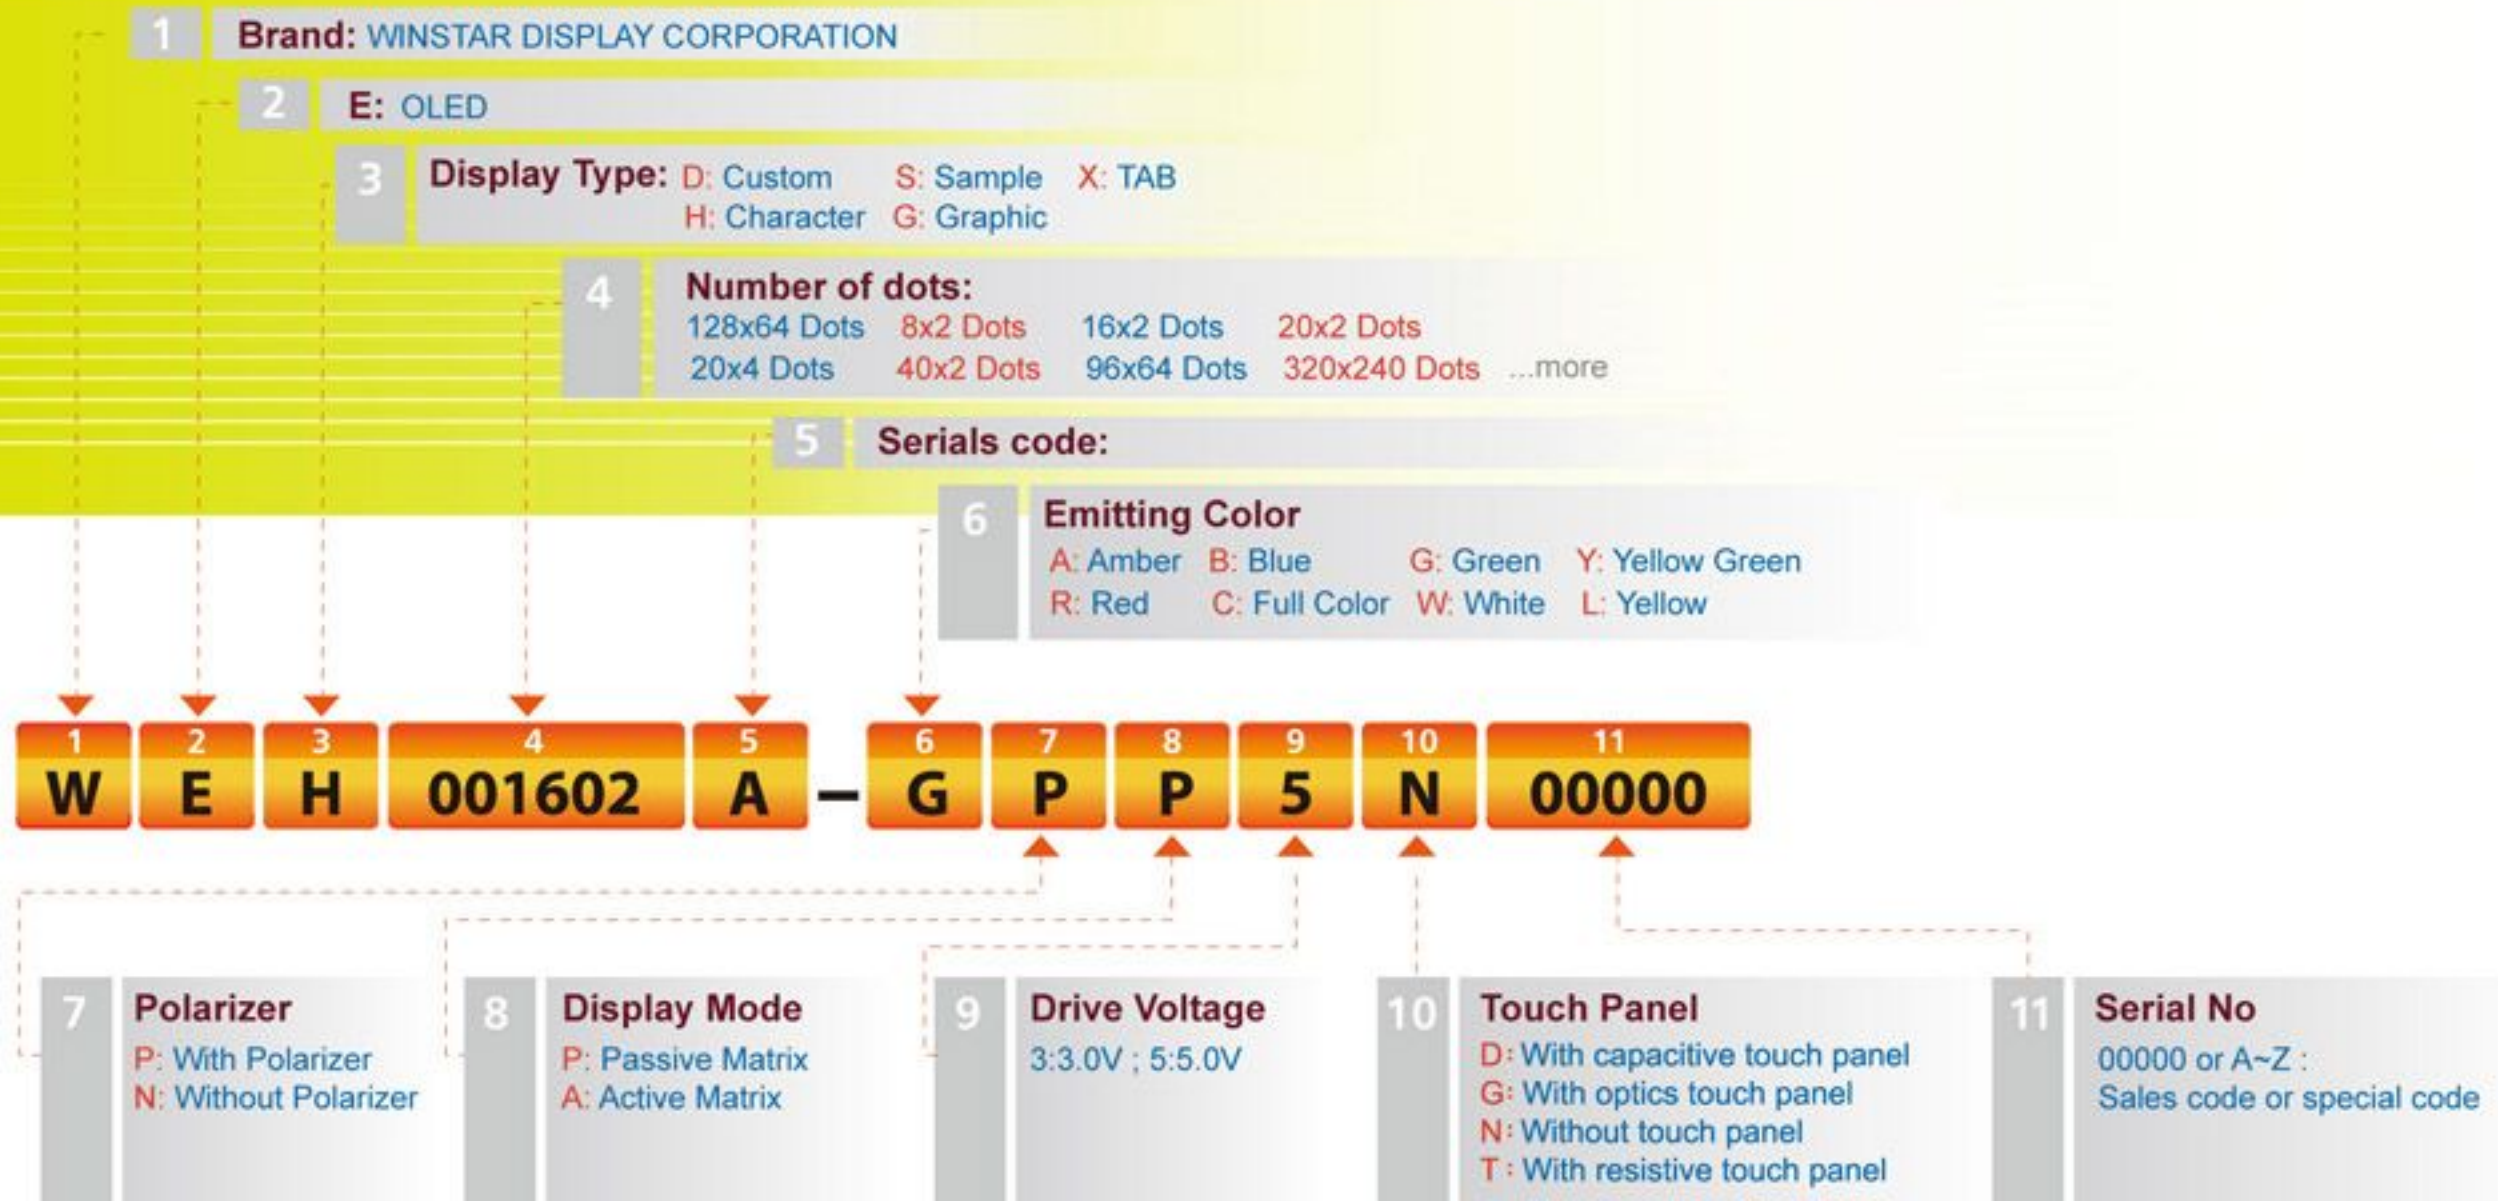 1 Brand: WINSTAR DISPLAY CORPORATION
2 E: OLED
3 Display Type: D: Custom S: Sample X: TAB
H: Character G: Graphic
4 Number of dots:
128x64 Dots 8x2 Dots 16x2 Dots 20x2 Dots
20x4 Dots 40x2 Dots 96x64 Dots 320x240 Dots ...more
5 Serials code:
6 Emitting Color
A: Amber B: Blue G: Green Y: Yellow Green
R: Red C: Full Color W: White L: Yellow
1 2 3 4 5 6 7 8 9 10 11
W E H 001602 A – G P P 5 N 00000
7 Polarizer
P: With Polarizer
N: Without Polarizer
8 Display Mode
P: Passive Matrix
A: Active Matrix
9 Drive Voltage
3:3.0V ; 5:5.0V
10 Touch Panel
D: With capacitive touch panel
G: With optics touch panel
N: Without touch panel
T : With resistive touch panel
11 Serial No
00000 or A~Z :
Sales code or special code